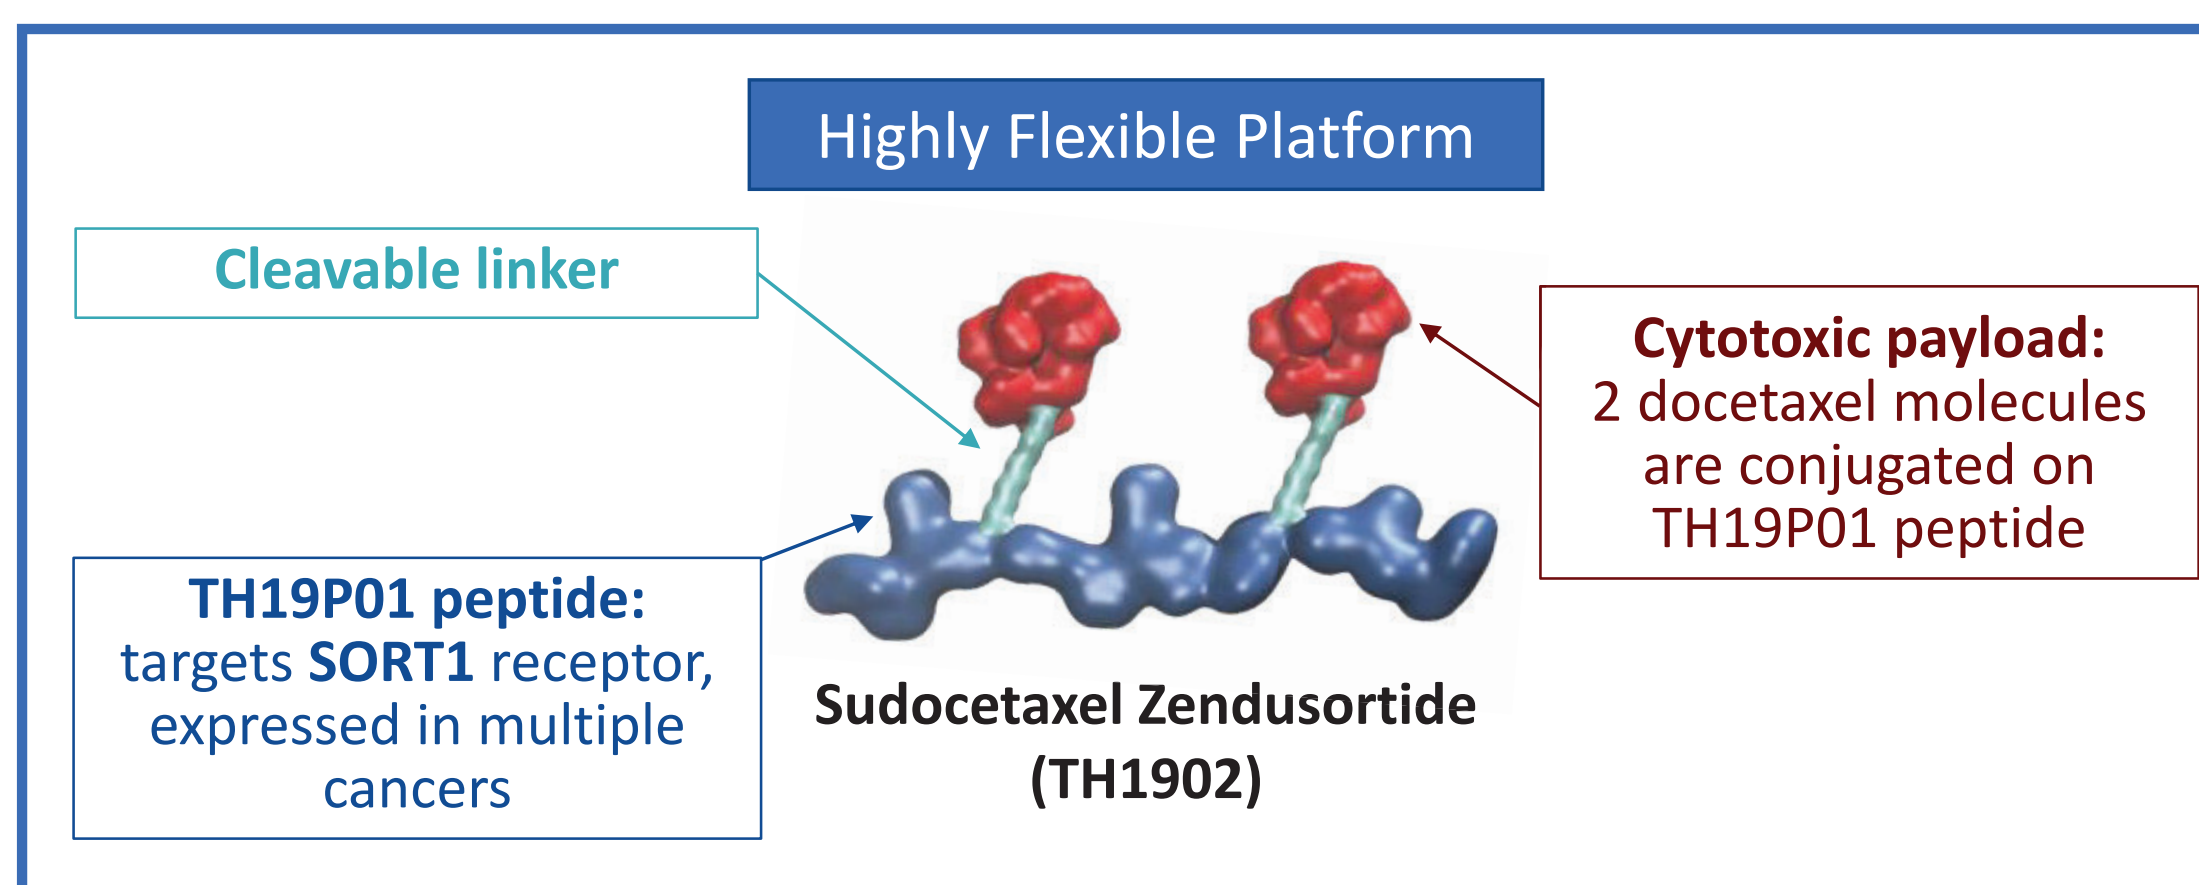 Highly Flexible Platform
Cleavable linker
Cytotoxic payload:
2 docetaxel molecules
are conjugated on
TH19P01 peptide
TH19P01 peptide:
targets SORT1 receptor,
expressed in multiple
cancers
Sudocetaxel Zendusortide
(TH1902)